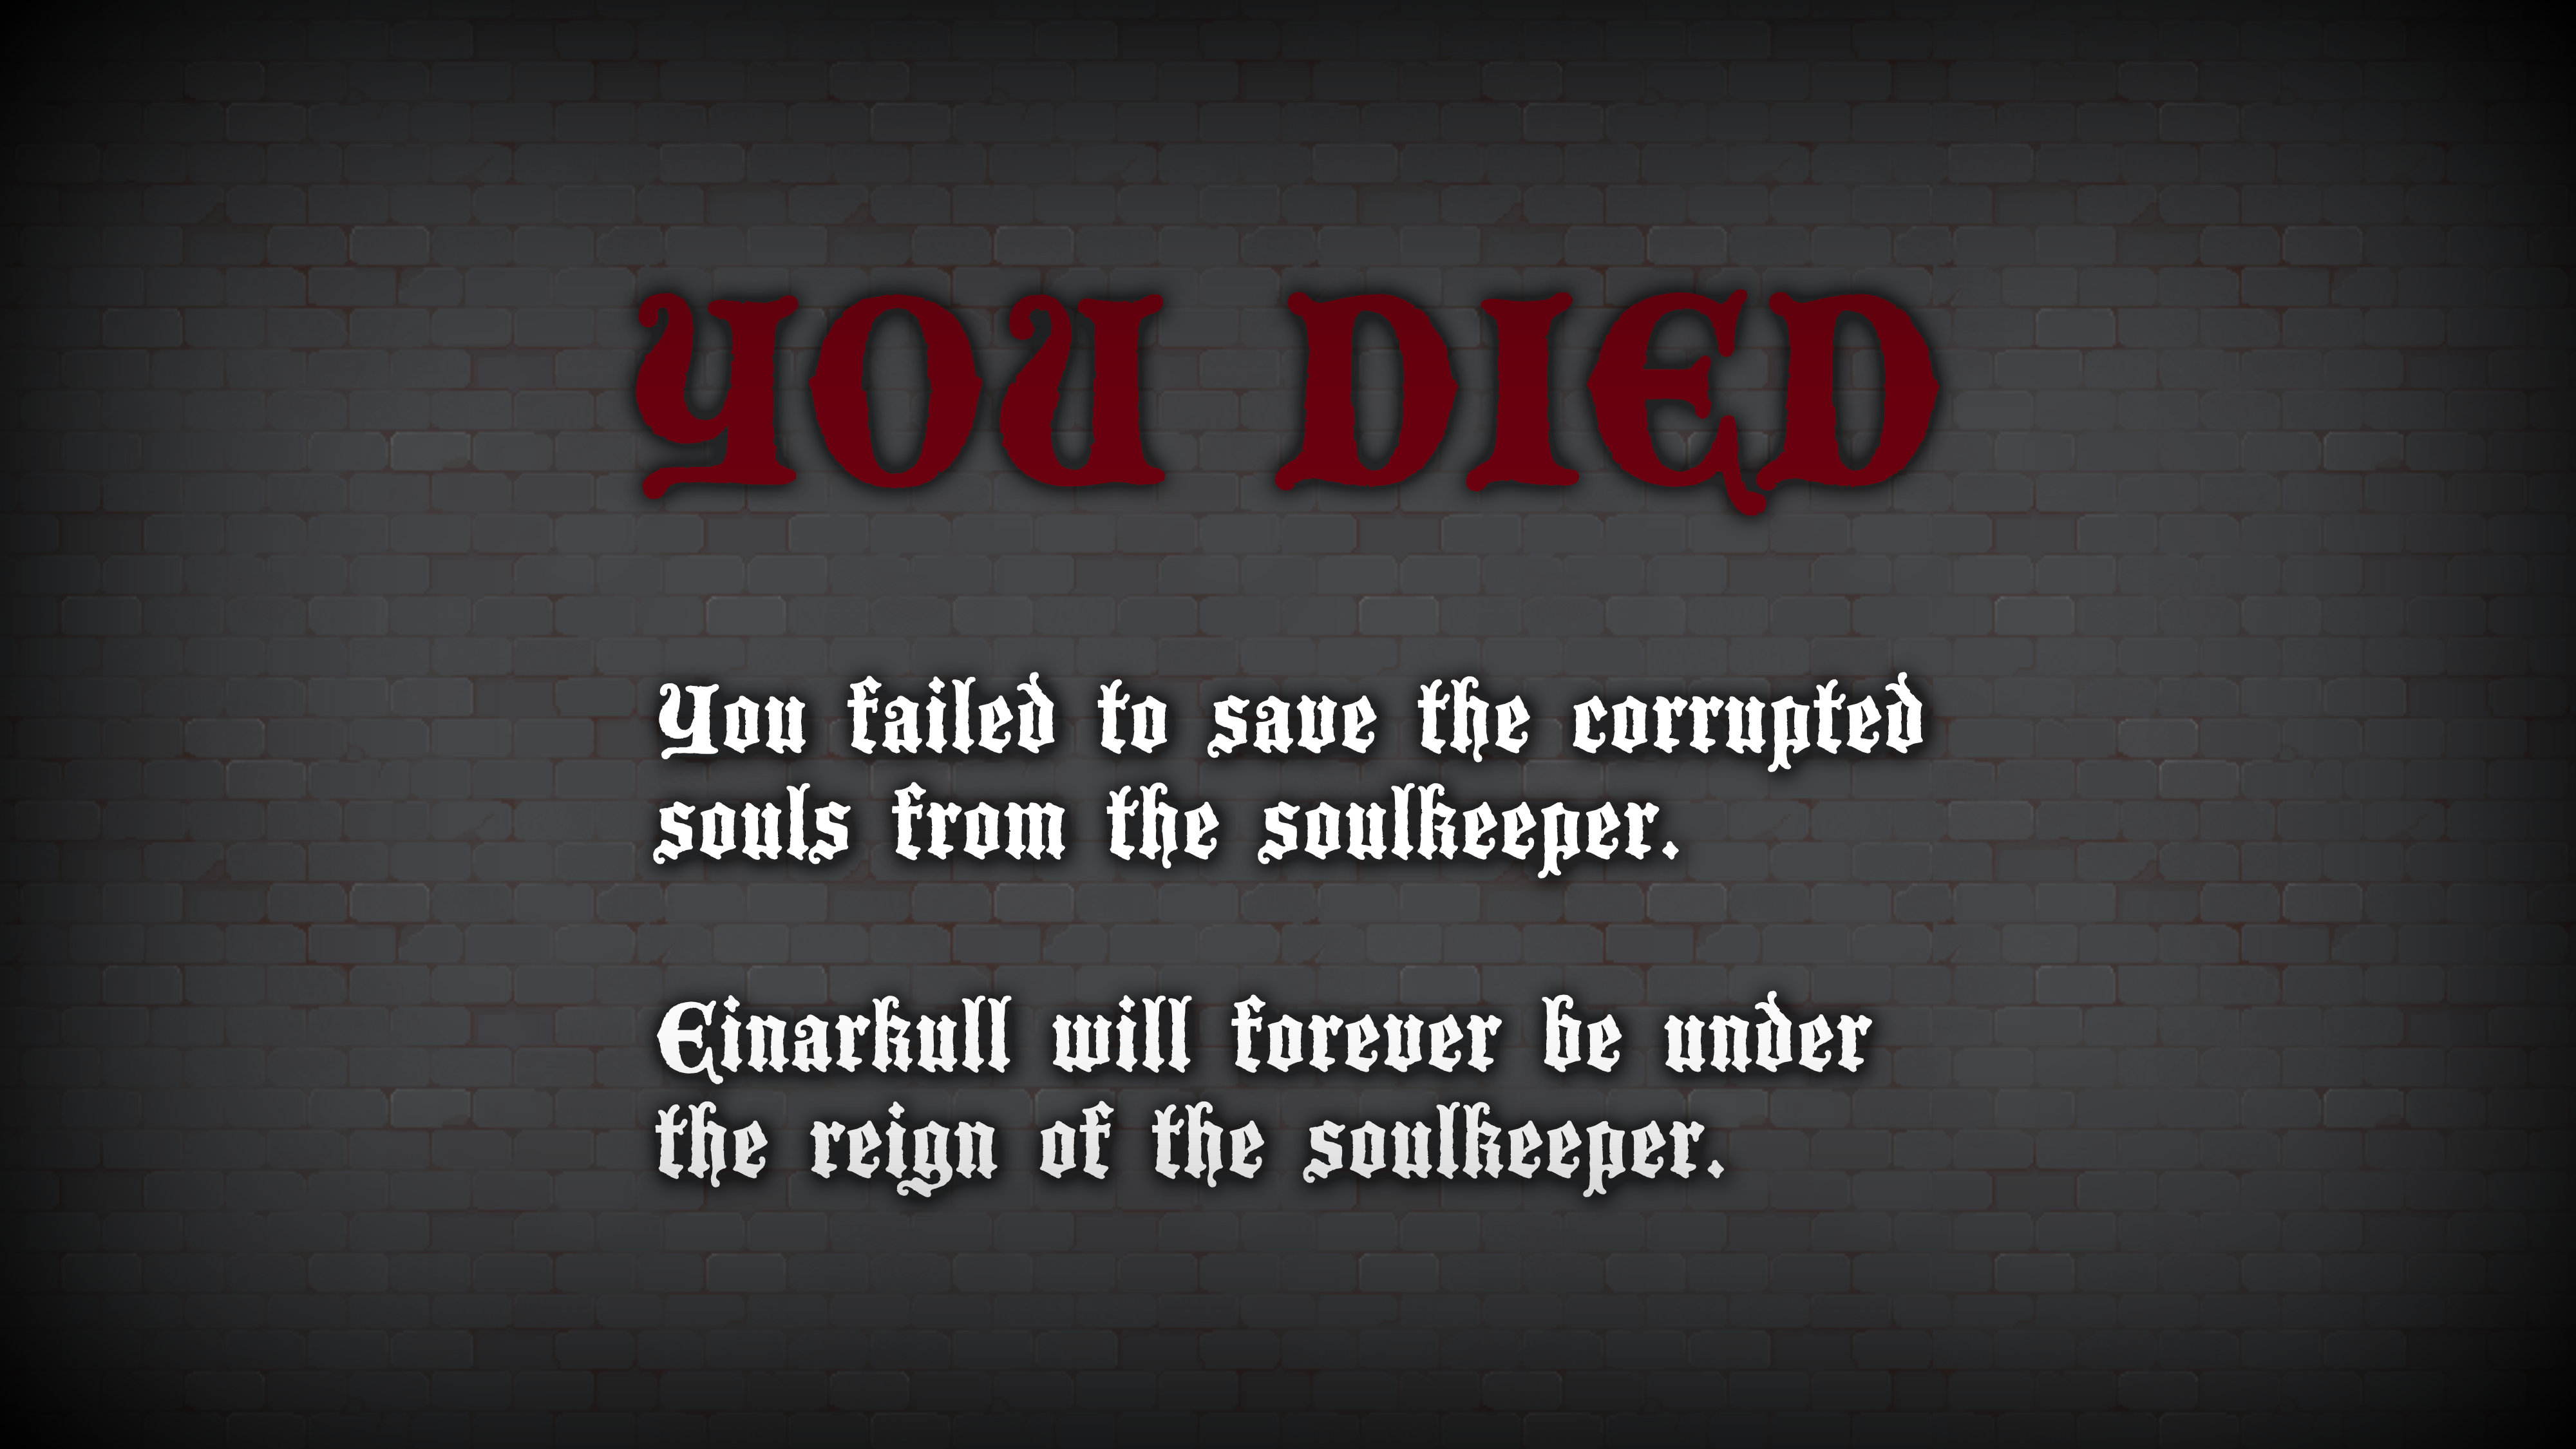 YOU DIED
You failed to save the corrupted
souls from the soulkeeper.
Einarkull will forever be under
the reign of the soulkeeper.